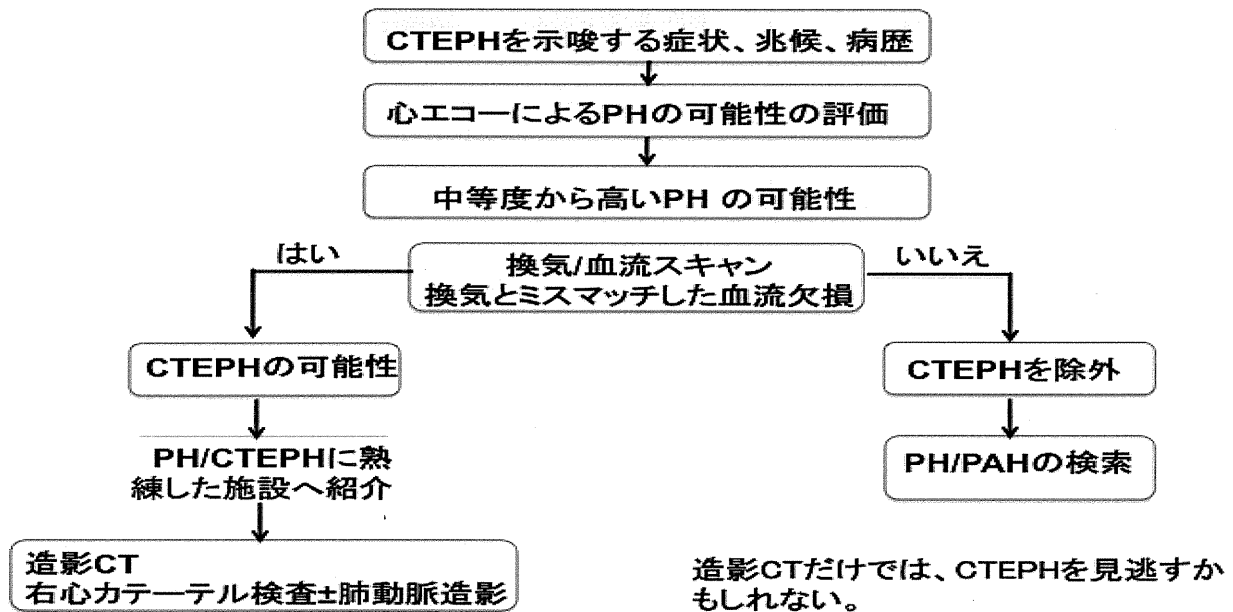 CTEPHを示唆する症状、兆候、病歴
心エコーによるPHの可能性の評価
中等度から高いPH の可能性
はい
換気/血流スキャン
換気とミスマッチした血流欠損
いいえ
CTEPHの可能性
CTEPHを除外
PH/CTEPHに熟
練した施設へ紹介
PH/PAHの検索
造影CT
右心カテーテル検査±肺動脈造影
造影CTだけでは、CTEPHを見逃すか
もしれない。